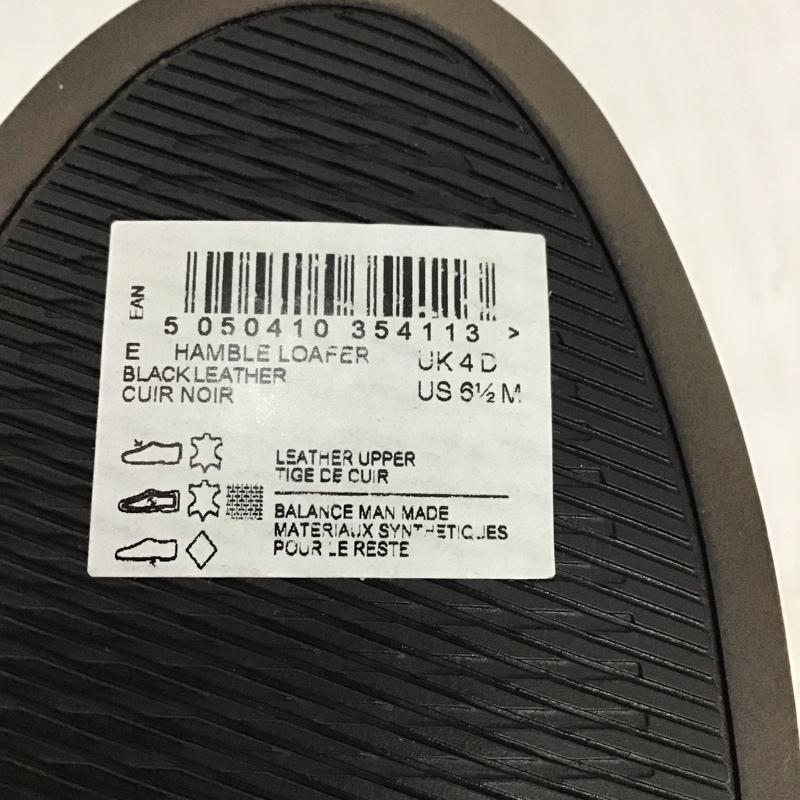 EAN
5 050410 354113 >
E HAMBLE LOAFER UK 4 D
BLACK LEATHER
CUIR NOIR US 6½ M
LEATHER UPPER
TIGE DE CUIR
BALANCE MAN MADE
MATERIAUX SYNTHETIQUES
POUR LE RESTE